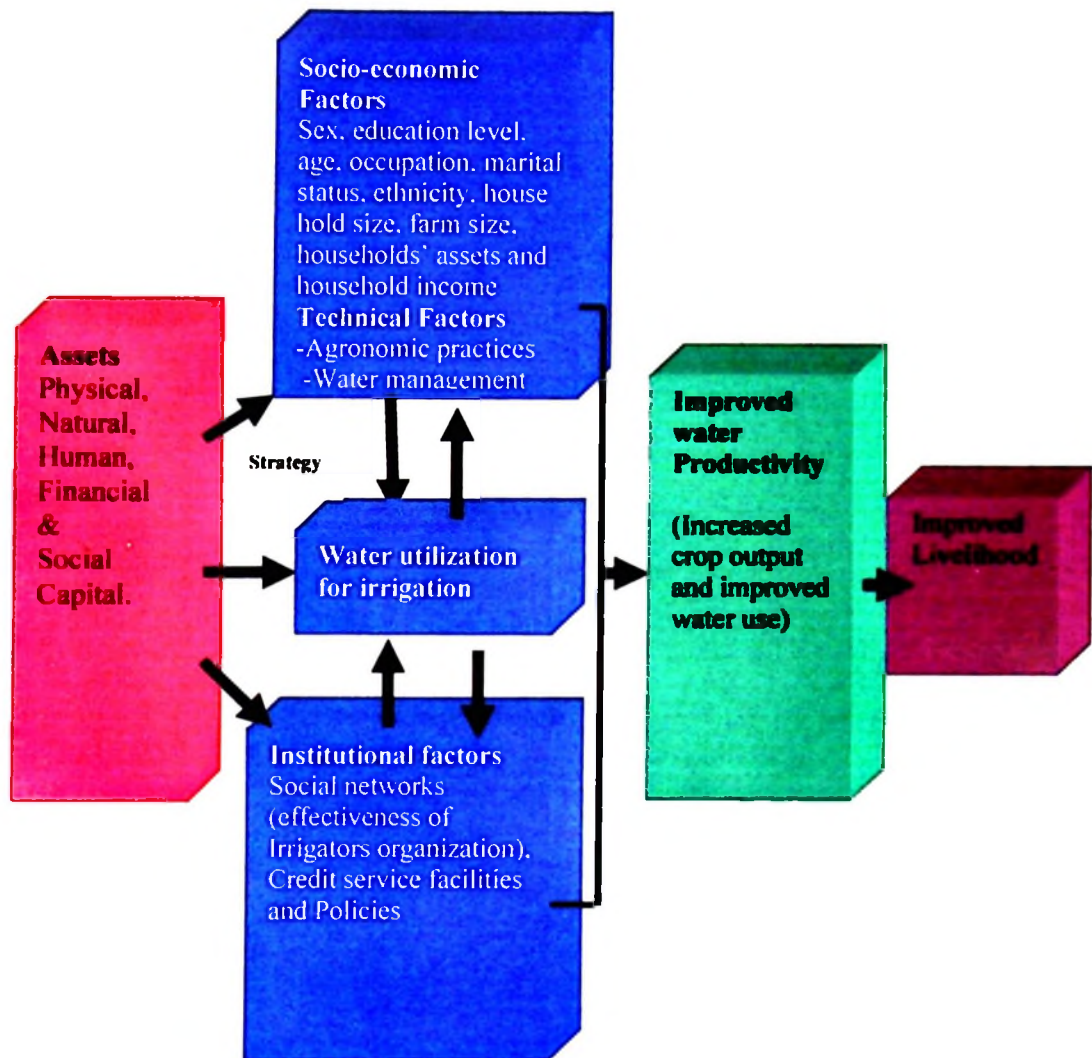 Socio-economic
Factors
Sex, education level,
age, occupation, marital
status, ethnicity, house
hold size, farm size,
households' assets and
household income
Technical Factors
-Agronomic practices
-Water management
Assets
Physical,
Natural,
Human,
Financial
&
Social
Capital.
Strategy
Water utilization
for irrigation
Institutional factors
Social networks
(effectiveness of
Irrigators organization),
Credit service facilities
and Policies
Improved
water
Productivity
(Increased
crop output
and improved
water use)
Improved
Livelihood